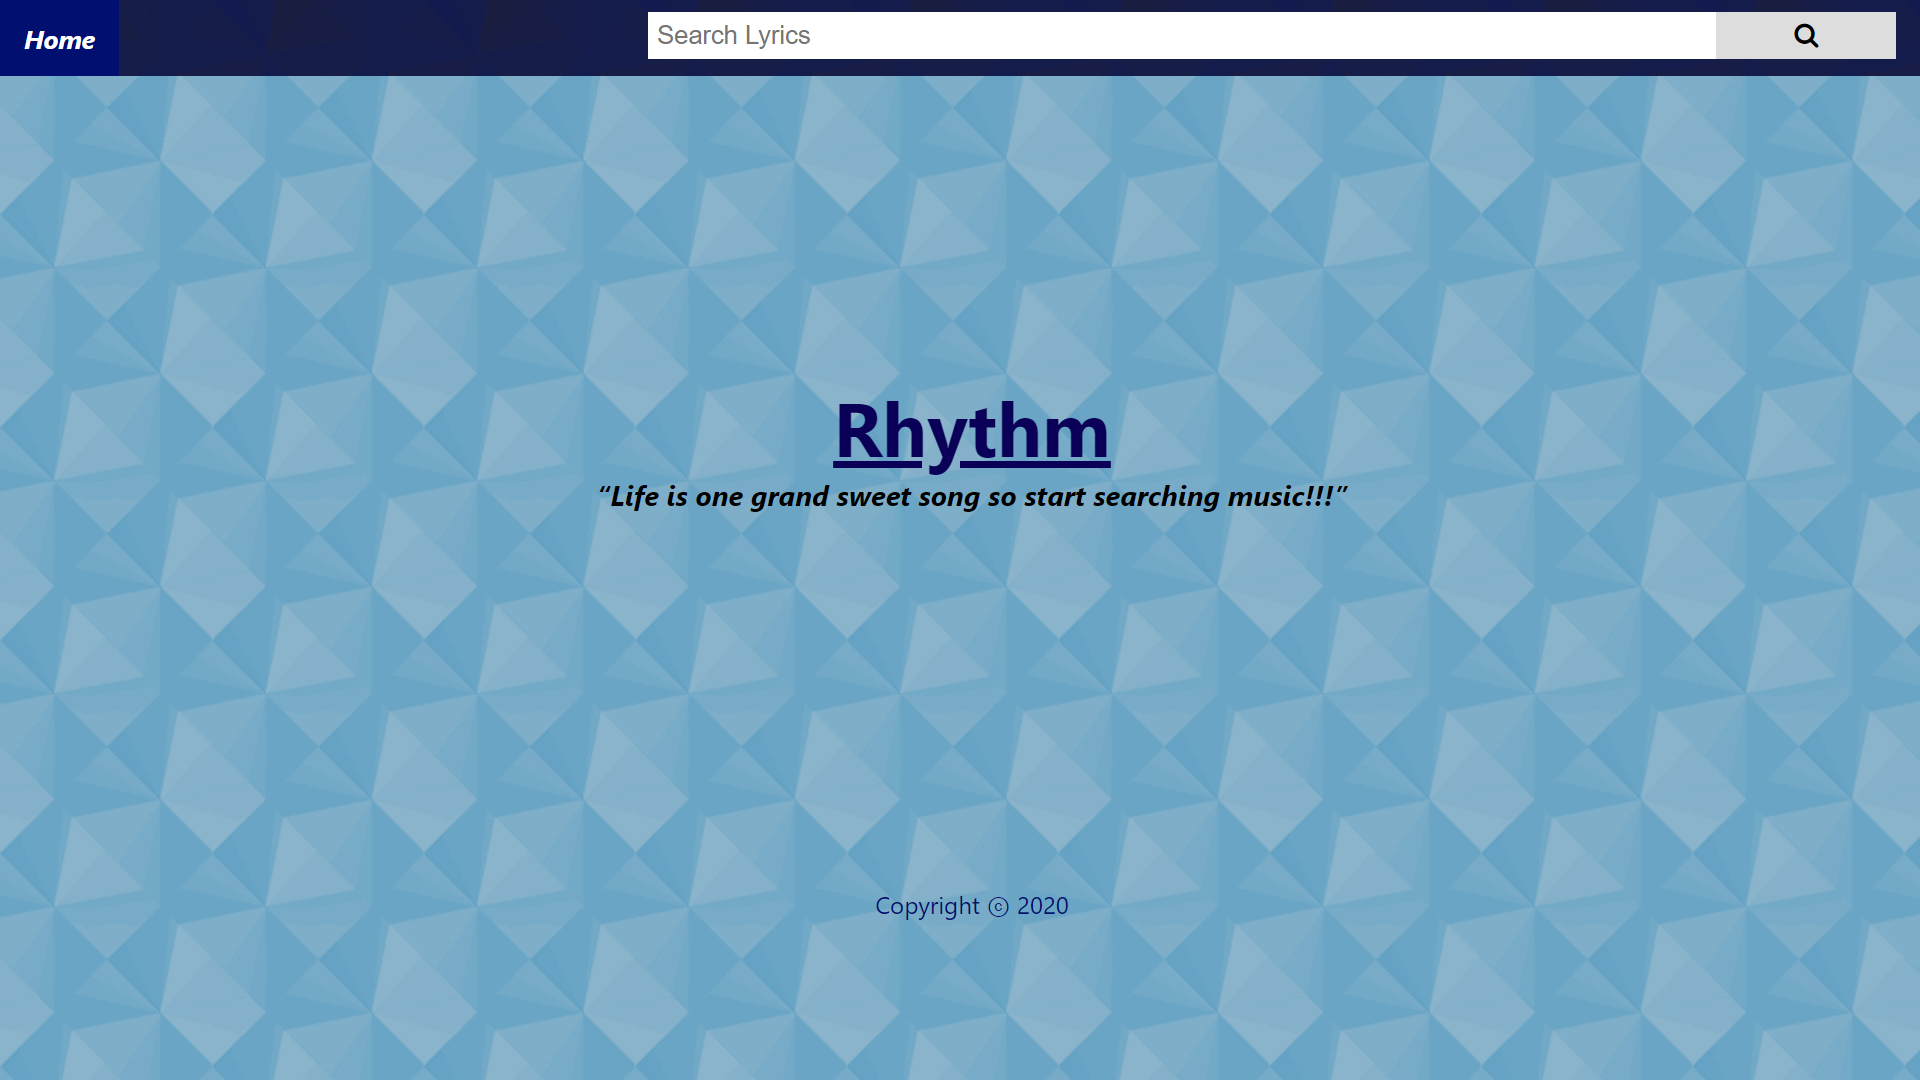 Home
Search Lyrics
Rhythm
“Life is one grand sweet song so start searching music!!!”
Copyright ⓒ 2020